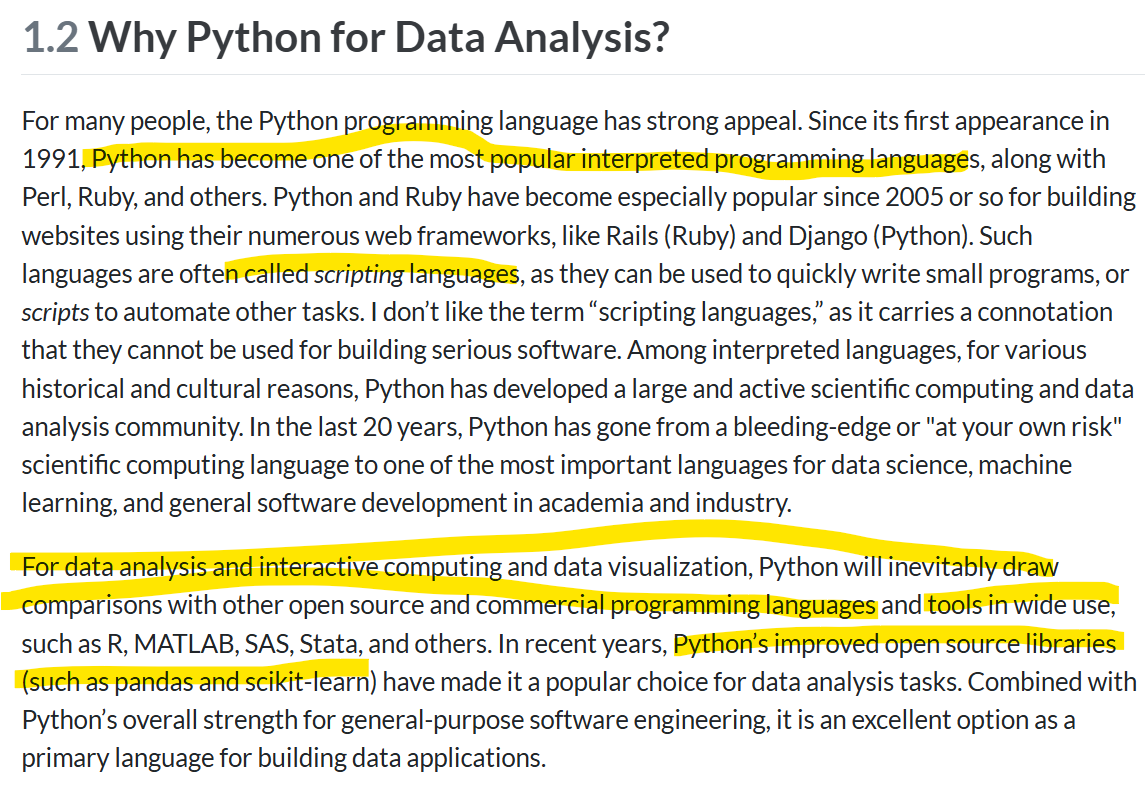 1.2 Why Python for Data Analysis?
For many people, the Python programming language has strong appeal. Since its first appearance in
1991, Python has become one of the most popular interpreted programming languages, along with
Perl, Ruby, and others. Python and Ruby have become especially popular since 2005 or so for building
websites using their numerous web frameworks, like Rails (Ruby) and Django (Python). Such
languages are often called scripting languages, as they can be used to quickly write small programs, or
scripts to automate other tasks. I don’t like the term “scripting languages,” as it carries a connotation
that they cannot be used for building serious software. Among interpreted languages, for various
historical and cultural reasons, Python has developed a large and active scientific computing and data
analysis community. In the last 20 years, Python has gone from a bleeding-edge or "at your own risk"
scientific computing language to one of the most important languages for data science, machine
learning, and general software development in academia and industry.
For data analysis and interactive computing and data visualization, Python will inevitably draw
comparisons with other open source and commercial programming languages and tools in wide use,
such as R, MATLAB, SAS, Stata, and others. In recent years, Python’s improved open source libraries
(such as pandas and scikit-learn) have made it a popular choice for data analysis tasks. Combined with
Python’s overall strength for general-purpose software engineering, it is an excellent option as a
primary language for building data applications.